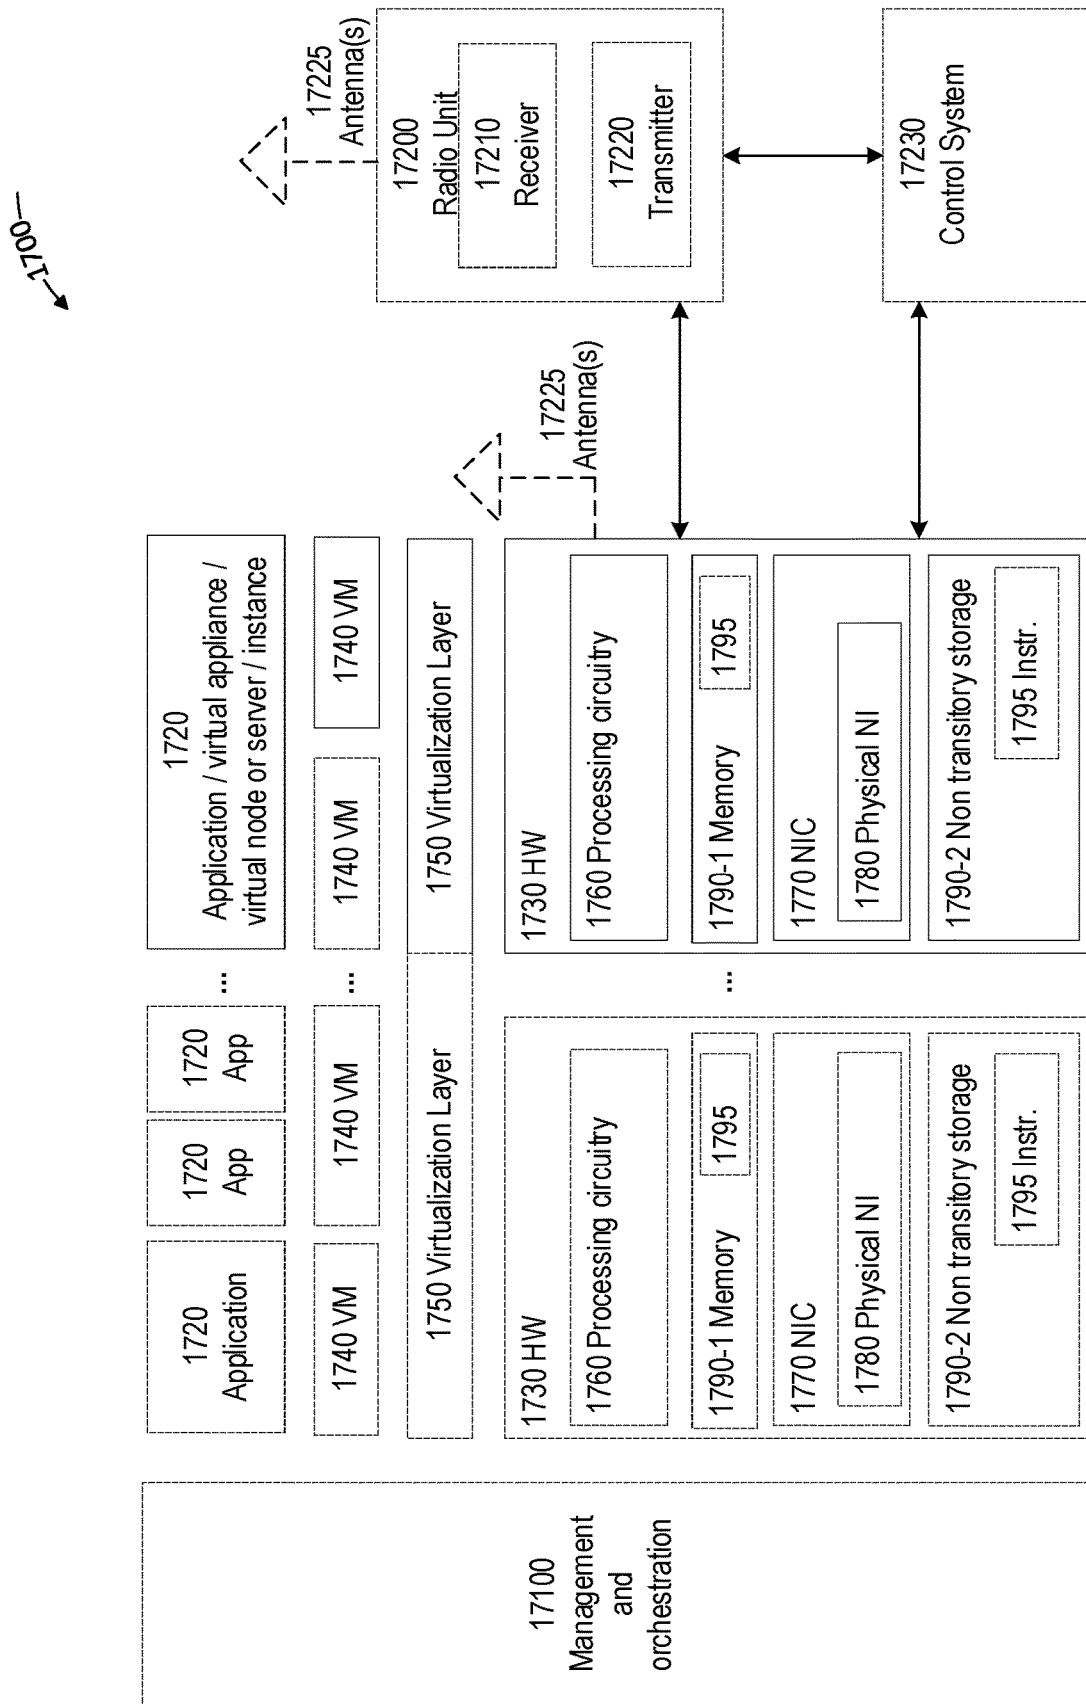 1700
17100
Management
and
orchestration
1720
Application
1720
App
1720
App
...
1720
Application / virtual appliance /
virtual node or server / instance
1740 VM
1740 VM
...
1740 VM
1740 VM
1750 Virtualization Layer
1750 Virtualization Layer
1730 HW
1760 Processing circuitry
1790-1 Memory
1795
1770 NIC
1780 Physical NI
1790-2 Non transitory storage
1795 Instr.
...
1730 HW
1760 Processing circuitry
1790-1 Memory
1795
1770 NIC
1780 Physical NI
1790-2 Non transitory storage
1795 Instr.
17225
Antenna(s)
17225
Antenna(s)
17200
Radio Unit
17210
Receiver
17220
Transmitter
17230
Control System